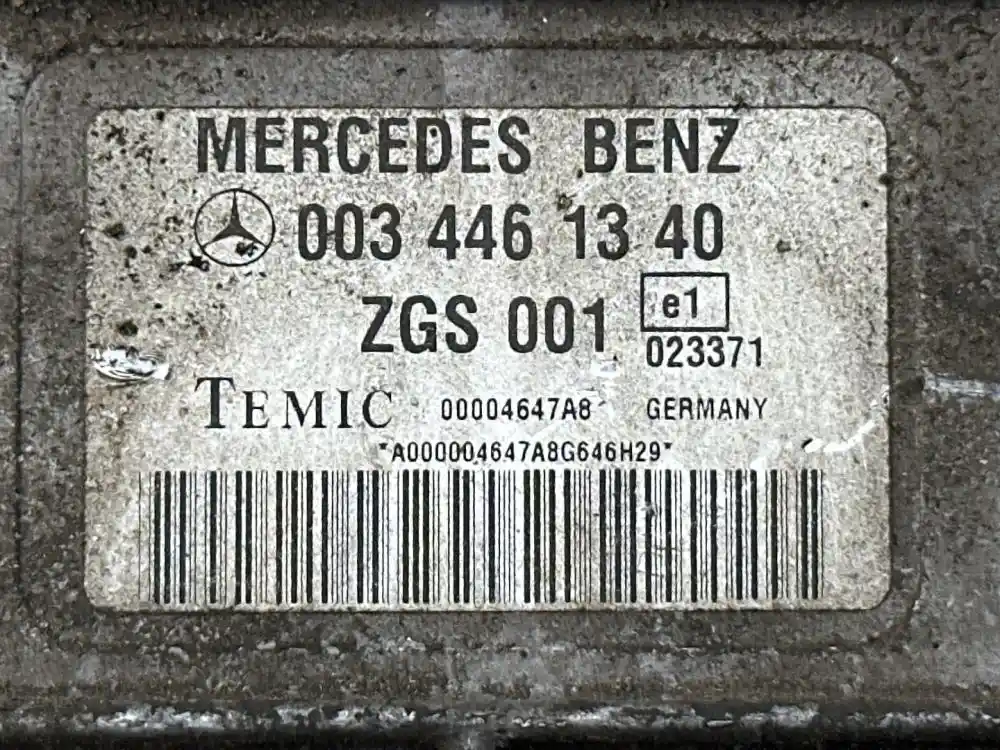 MERCEDES BENZ
003 446 13 40
ZGS 001 e1
023371
TEMIC 00004647A8 GERMANY
*A000004647A8G646H29*